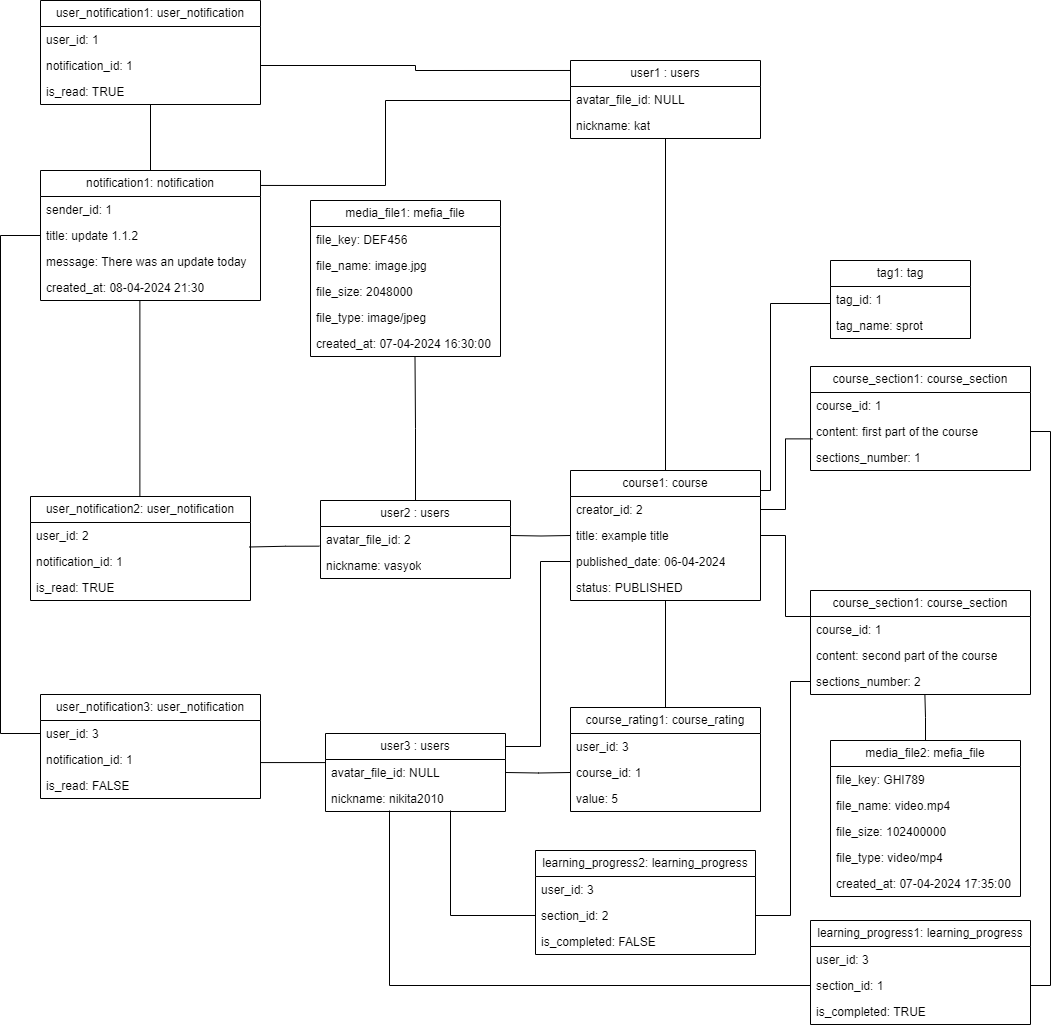 user_notification1: user_notification
user_id: 1
notification_id: 1
is_read: TRUE
user1 : users
avatar_file_id: NULL
nickname: kat
notification1: notification
sender_id: 1
title: update 1.1.2
message: There was an update today
created_at: 08-04-2024 21:30
media_file1: mefia_file
file_key: DEF456
file_name: image.jpg
file_size: 2048000
file_type: image/jpeg
created_at: 07-04-2024 16:30:00
tag1: tag
tag_id: 1
tag_name: sprot
course_section1: course_section
course_id: 1
content: first part of the course
sections_number: 1
course1: course
creator_id: 2
title: example title
published_date: 06-04-2024
status: PUBLISHED
user_notification2: user_notification
user_id: 2
notification_id: 1
is_read: TRUE
user2 : users
avatar_file_id: 2
nickname: vasyok
course_section1: course_section
course_id: 1
content: second part of the course
sections_number: 2
user_notification3: user_notification
user_id: 3
notification_id: 1
is_read: FALSE
user3 : users
avatar_file_id: NULL
nickname: nikita2010
course_rating1: course_rating
user_id: 3
course_id: 1
value: 5
media_file2: mefia_file
file_key: GHI789
file_name: video.mp4
file_size: 102400000
file_type: video/mp4
created_at: 07-04-2024 17:35:00
learning_progress2: learning_progress
user_id: 3
section_id: 2
is_completed: FALSE
learning_progress1: learning_progress
user_id: 3
section_id: 1
is_completed: TRUE